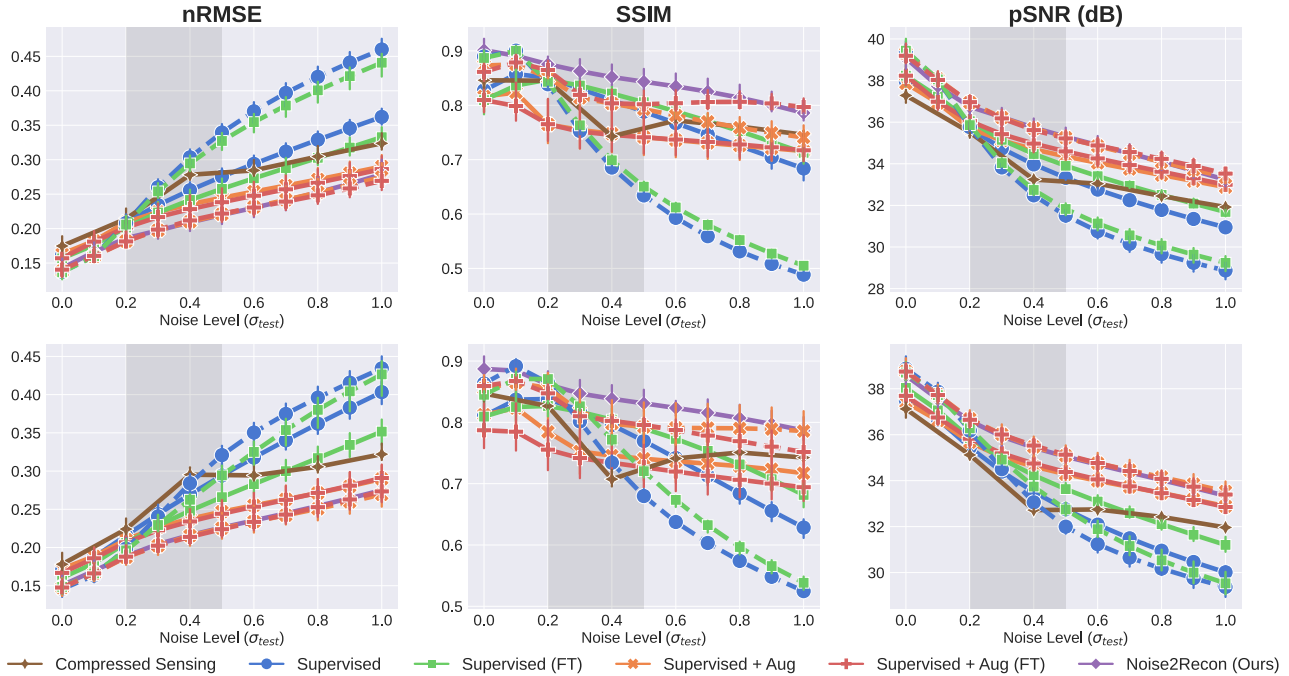 nRMSE
SSIM
pSNR (dB)
0.45
0.40
0.35
0.30
0.25
0.20
0.15
0.0 0.2 0.4 0.6 0.8 1.0
Noise Level (σtest)
0.9
0.8
0.7
0.6
0.5
0.0 0.2 0.4 0.6 0.8 1.0
Noise Level (σtest)
40
38
36
34
32
30
28
0.0 0.2 0.4 0.6 0.8 1.0
Noise Level (σtest)
0.45
0.40
0.35
0.30
0.25
0.20
0.15
0.0 0.2 0.4 0.6 0.8 1.0
Noise Level (σtest)
0.9
0.8
0.7
0.6
0.5
0.0 0.2 0.4 0.6 0.8 1.0
Noise Level (σtest)
38
36
34
32
30
0.0 0.2 0.4 0.6 0.8 1.0
Noise Level (σtest)
Compressed Sensing Supervised Supervised (FT) Supervised + Aug Supervised + Aug (FT) Noise2Recon (Ours)